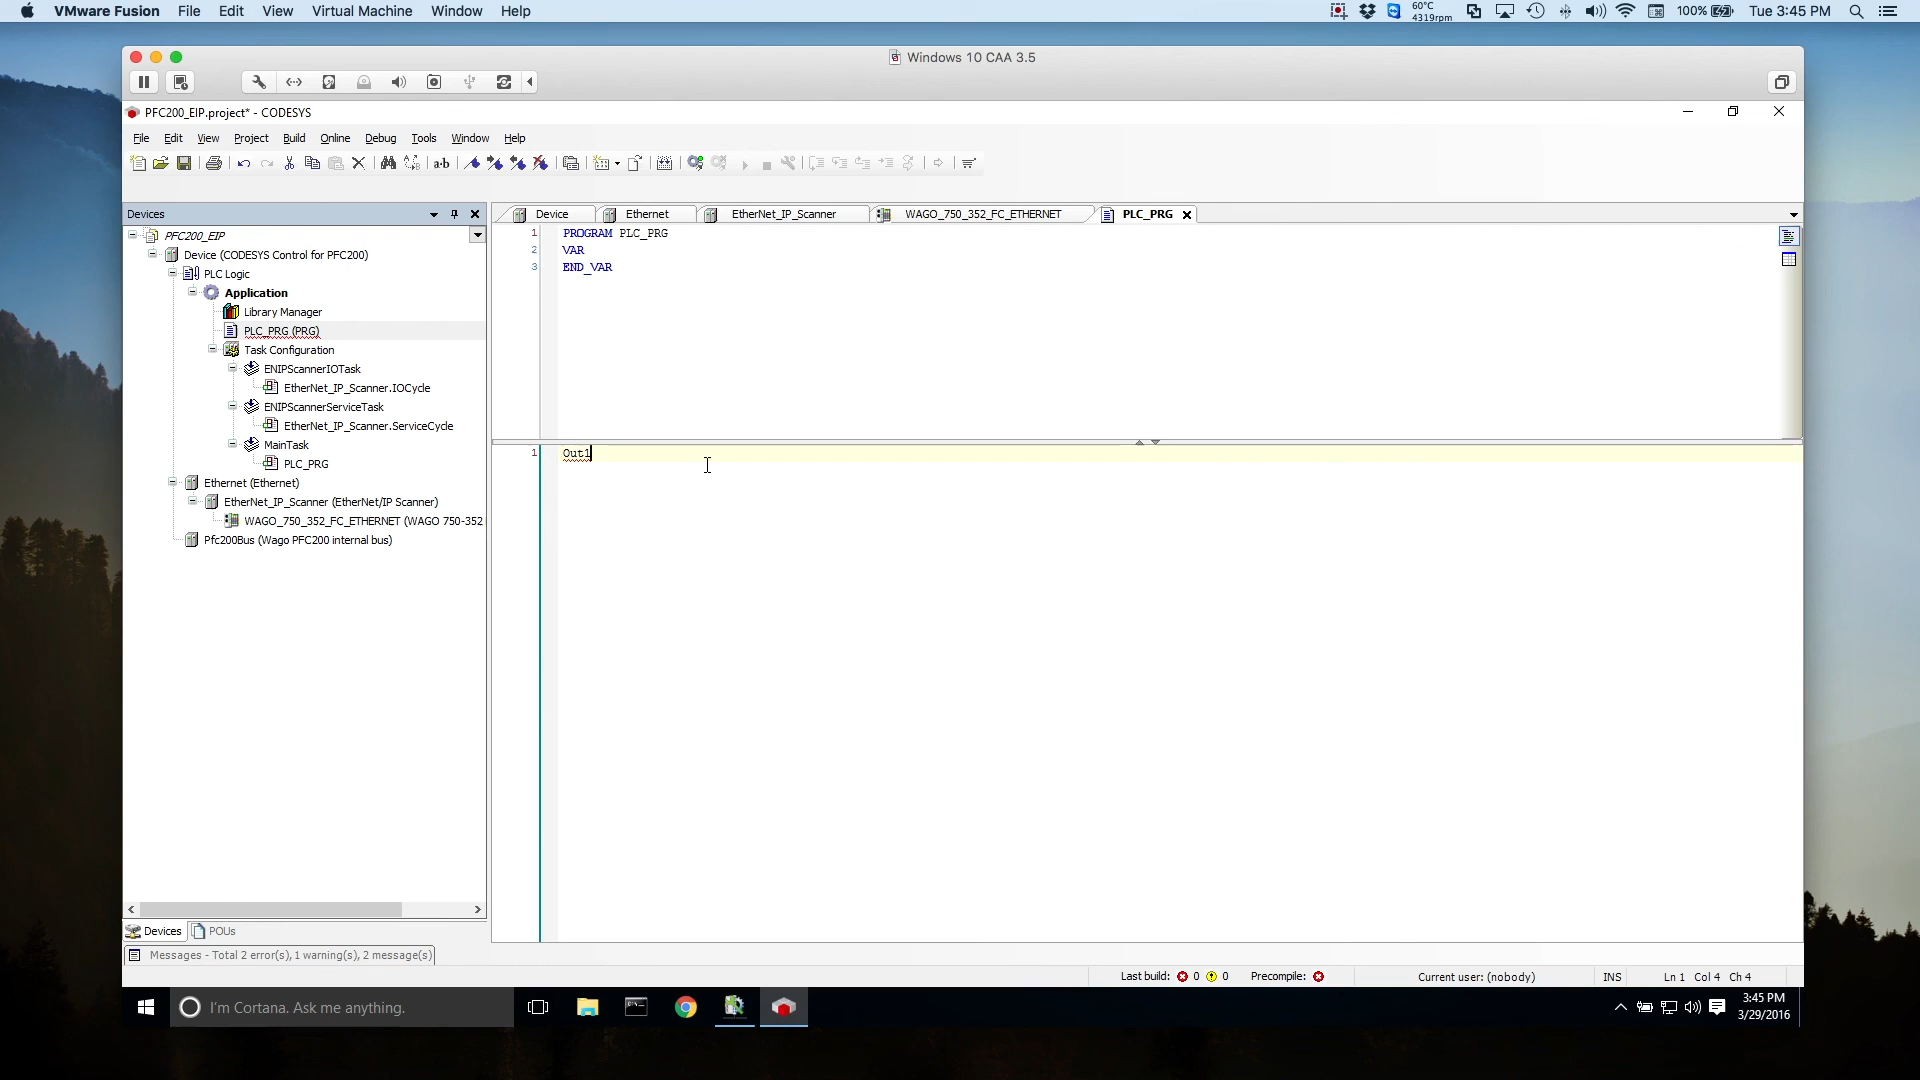 VMware Fusion File Edit View Virtual Machine Window Help 60°C 4319rpm 100% Tue 3:45 PM
Windows 10 CAA 3.5
PFC200_EIP.project* - CODESYS
File Edit View Project Build Online Debug Tools Window Help
Devices
Device Ethernet EtherNet_IP_Scanner WAGO_750_352_FC_ETHERNET PLC_PRG
PFC200_EIP
Device (CODESYS Control for PFC200)
PLC Logic
Application
Library Manager
PLC_PRG (PRG)
Task Configuration
ENIPScannerIOTask
EtherNet_IP_Scanner.IOCycle
ENIPScannerServiceTask
EtherNet_IP_Scanner.ServiceCycle
MainTask
PLC_PRG
Ethernet (Ethernet)
EtherNet_IP_Scanner (EtherNet/IP Scanner)
WAGO_750_352_FC_ETHERNET (WAGO 750-352
Pfc200Bus (Wago PFC200 internal bus)
1 PROGRAM PLC_PRG
2 VAR
3 END_VAR
1 Out1
Devices POUs
Messages - Total 2 error(s), 1 warning(s), 2 message(s)
Last build: 0 0 Precompile: Current user: (nobody) INS Ln 1 Col 4 Ch 4
I'm Cortana. Ask me anything.
3:45 PM
3/29/2016